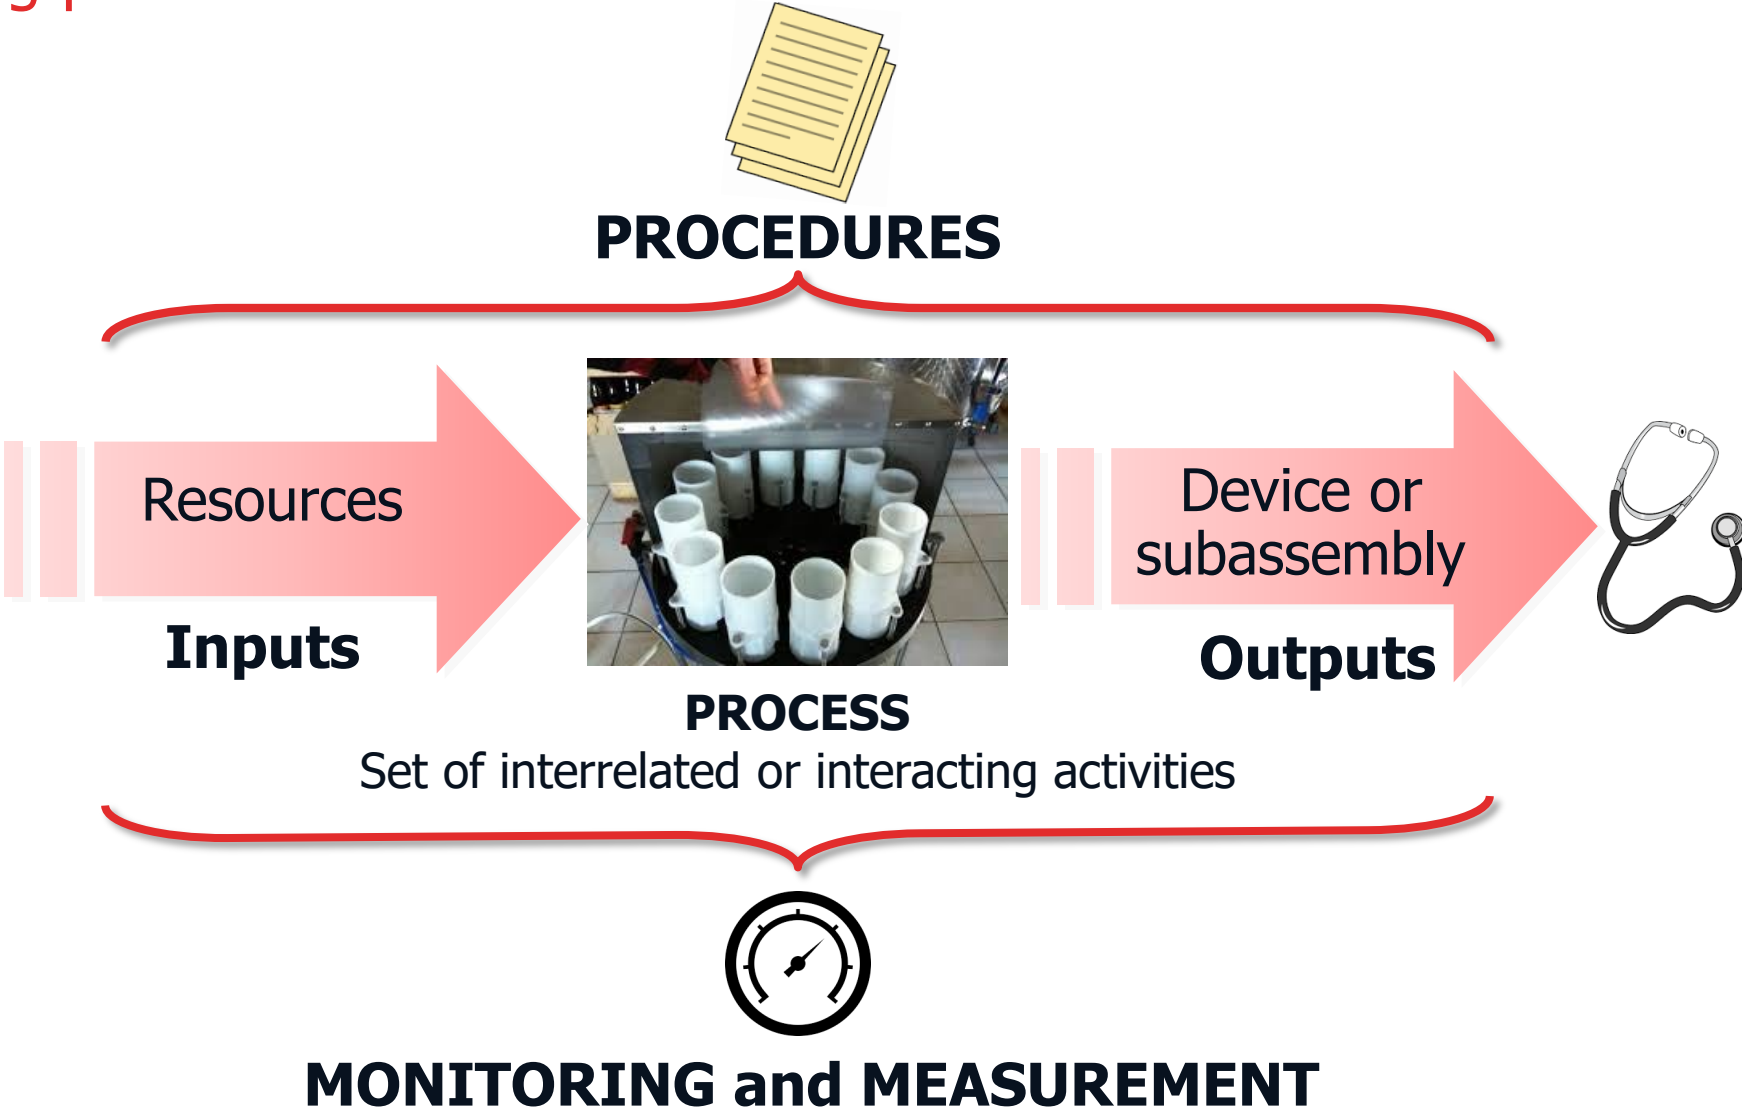 PROCEDURES
Resources
Inputs
PROCESS
Set of interrelated or interacting activities
Device or
subassembly
Outputs
MONITORING and MEASUREMENT